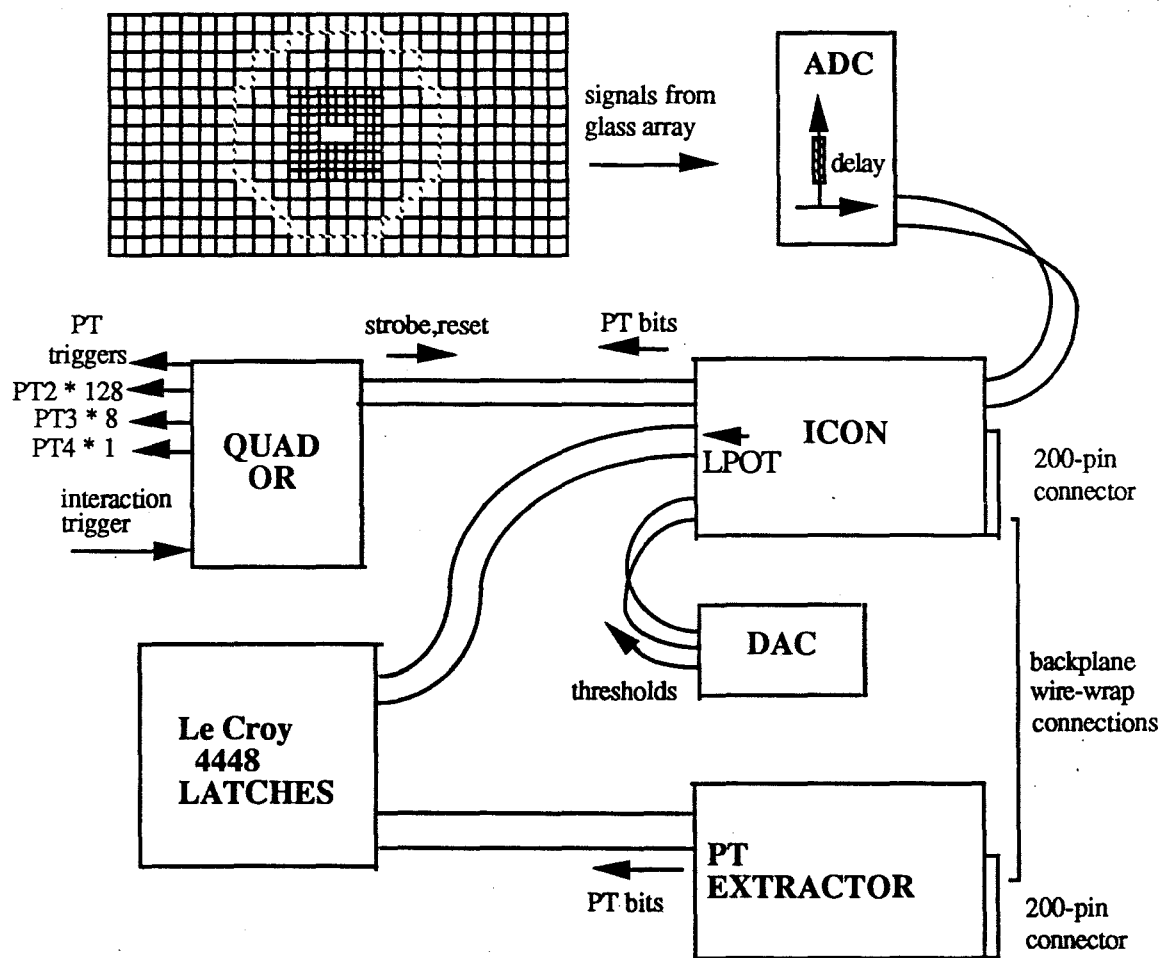 signals from
glass array
ADC
delay
PT
triggers
PT2 * 128
PT3 * 8
PT4 * 1
interaction
trigger
strobe,reset
PT bits
QUAD
OR
ICON
LPOT
200-pin
connector
DAC
thresholds
backplane
wire-wrap
connections
Le Croy
4448
LATCHES
PT
EXTRACTOR
PT bits
200-pin
connector